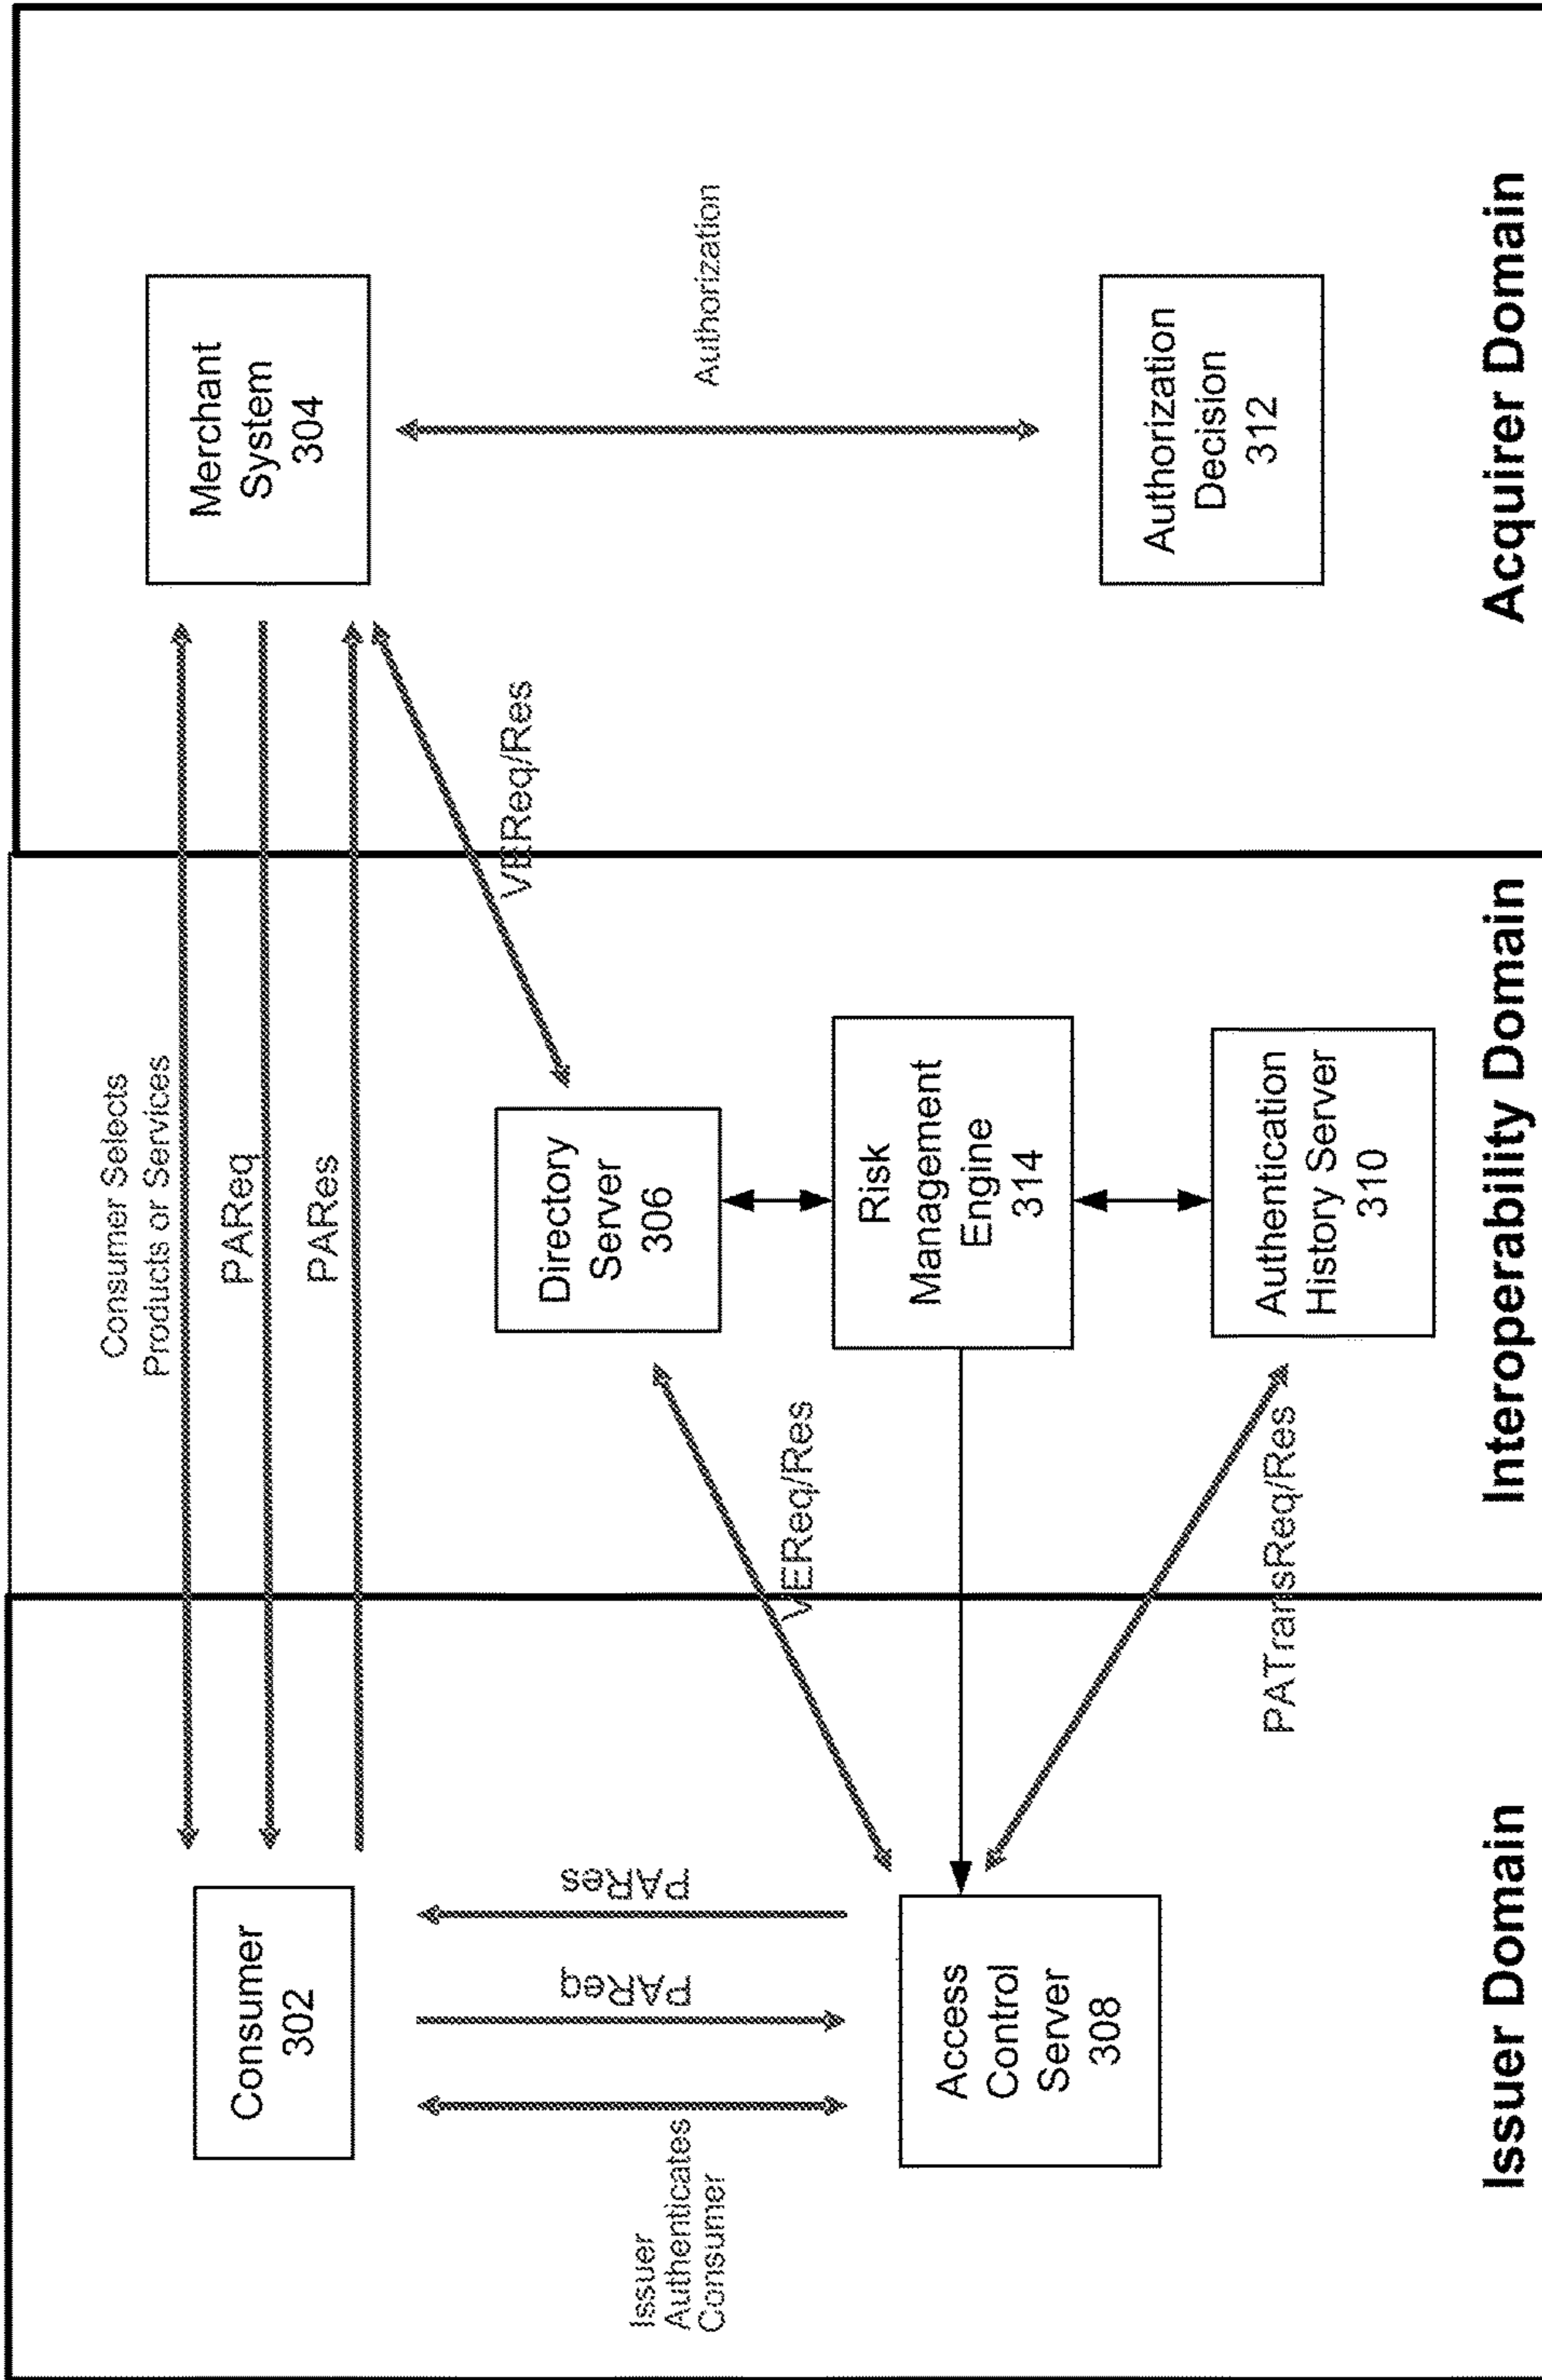 Consumer Selects
Products or Services
PAReq
PARes
Consumer
302
Merchant
System
304
Issuer
Authenticates
Consumer
PAReq
PARes
VEReq/Res
VEReq/Res
Authorization
Directory
Server
306
Risk
Management
Engine
314
Access
Control
Server
308
PATransReq/Res
Authentication
History Server
310
Authorization
Decision
312
Issuer Domain
Interoperability Domain
Acquirer Domain